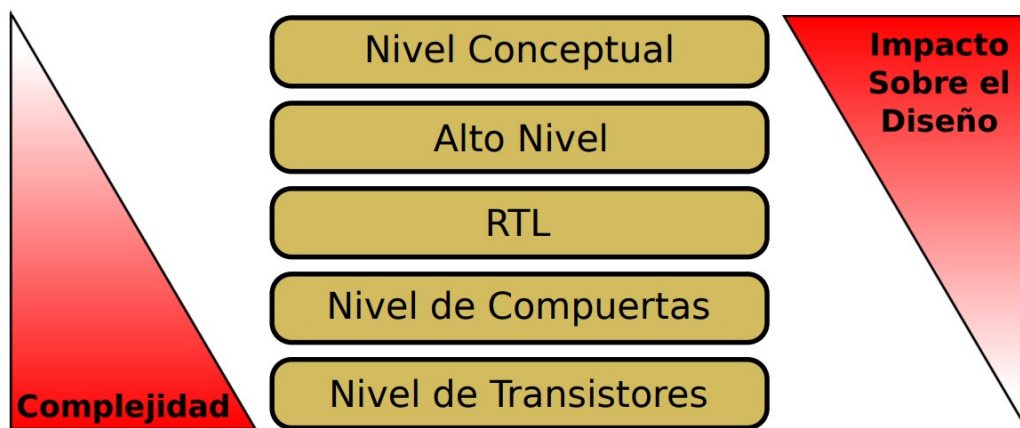 Nivel Conceptual
Alto Nivel
RTL
Nivel de Compuertas
Nivel de Transistores
Complejidad
Impacto
Sobre el
Diseño